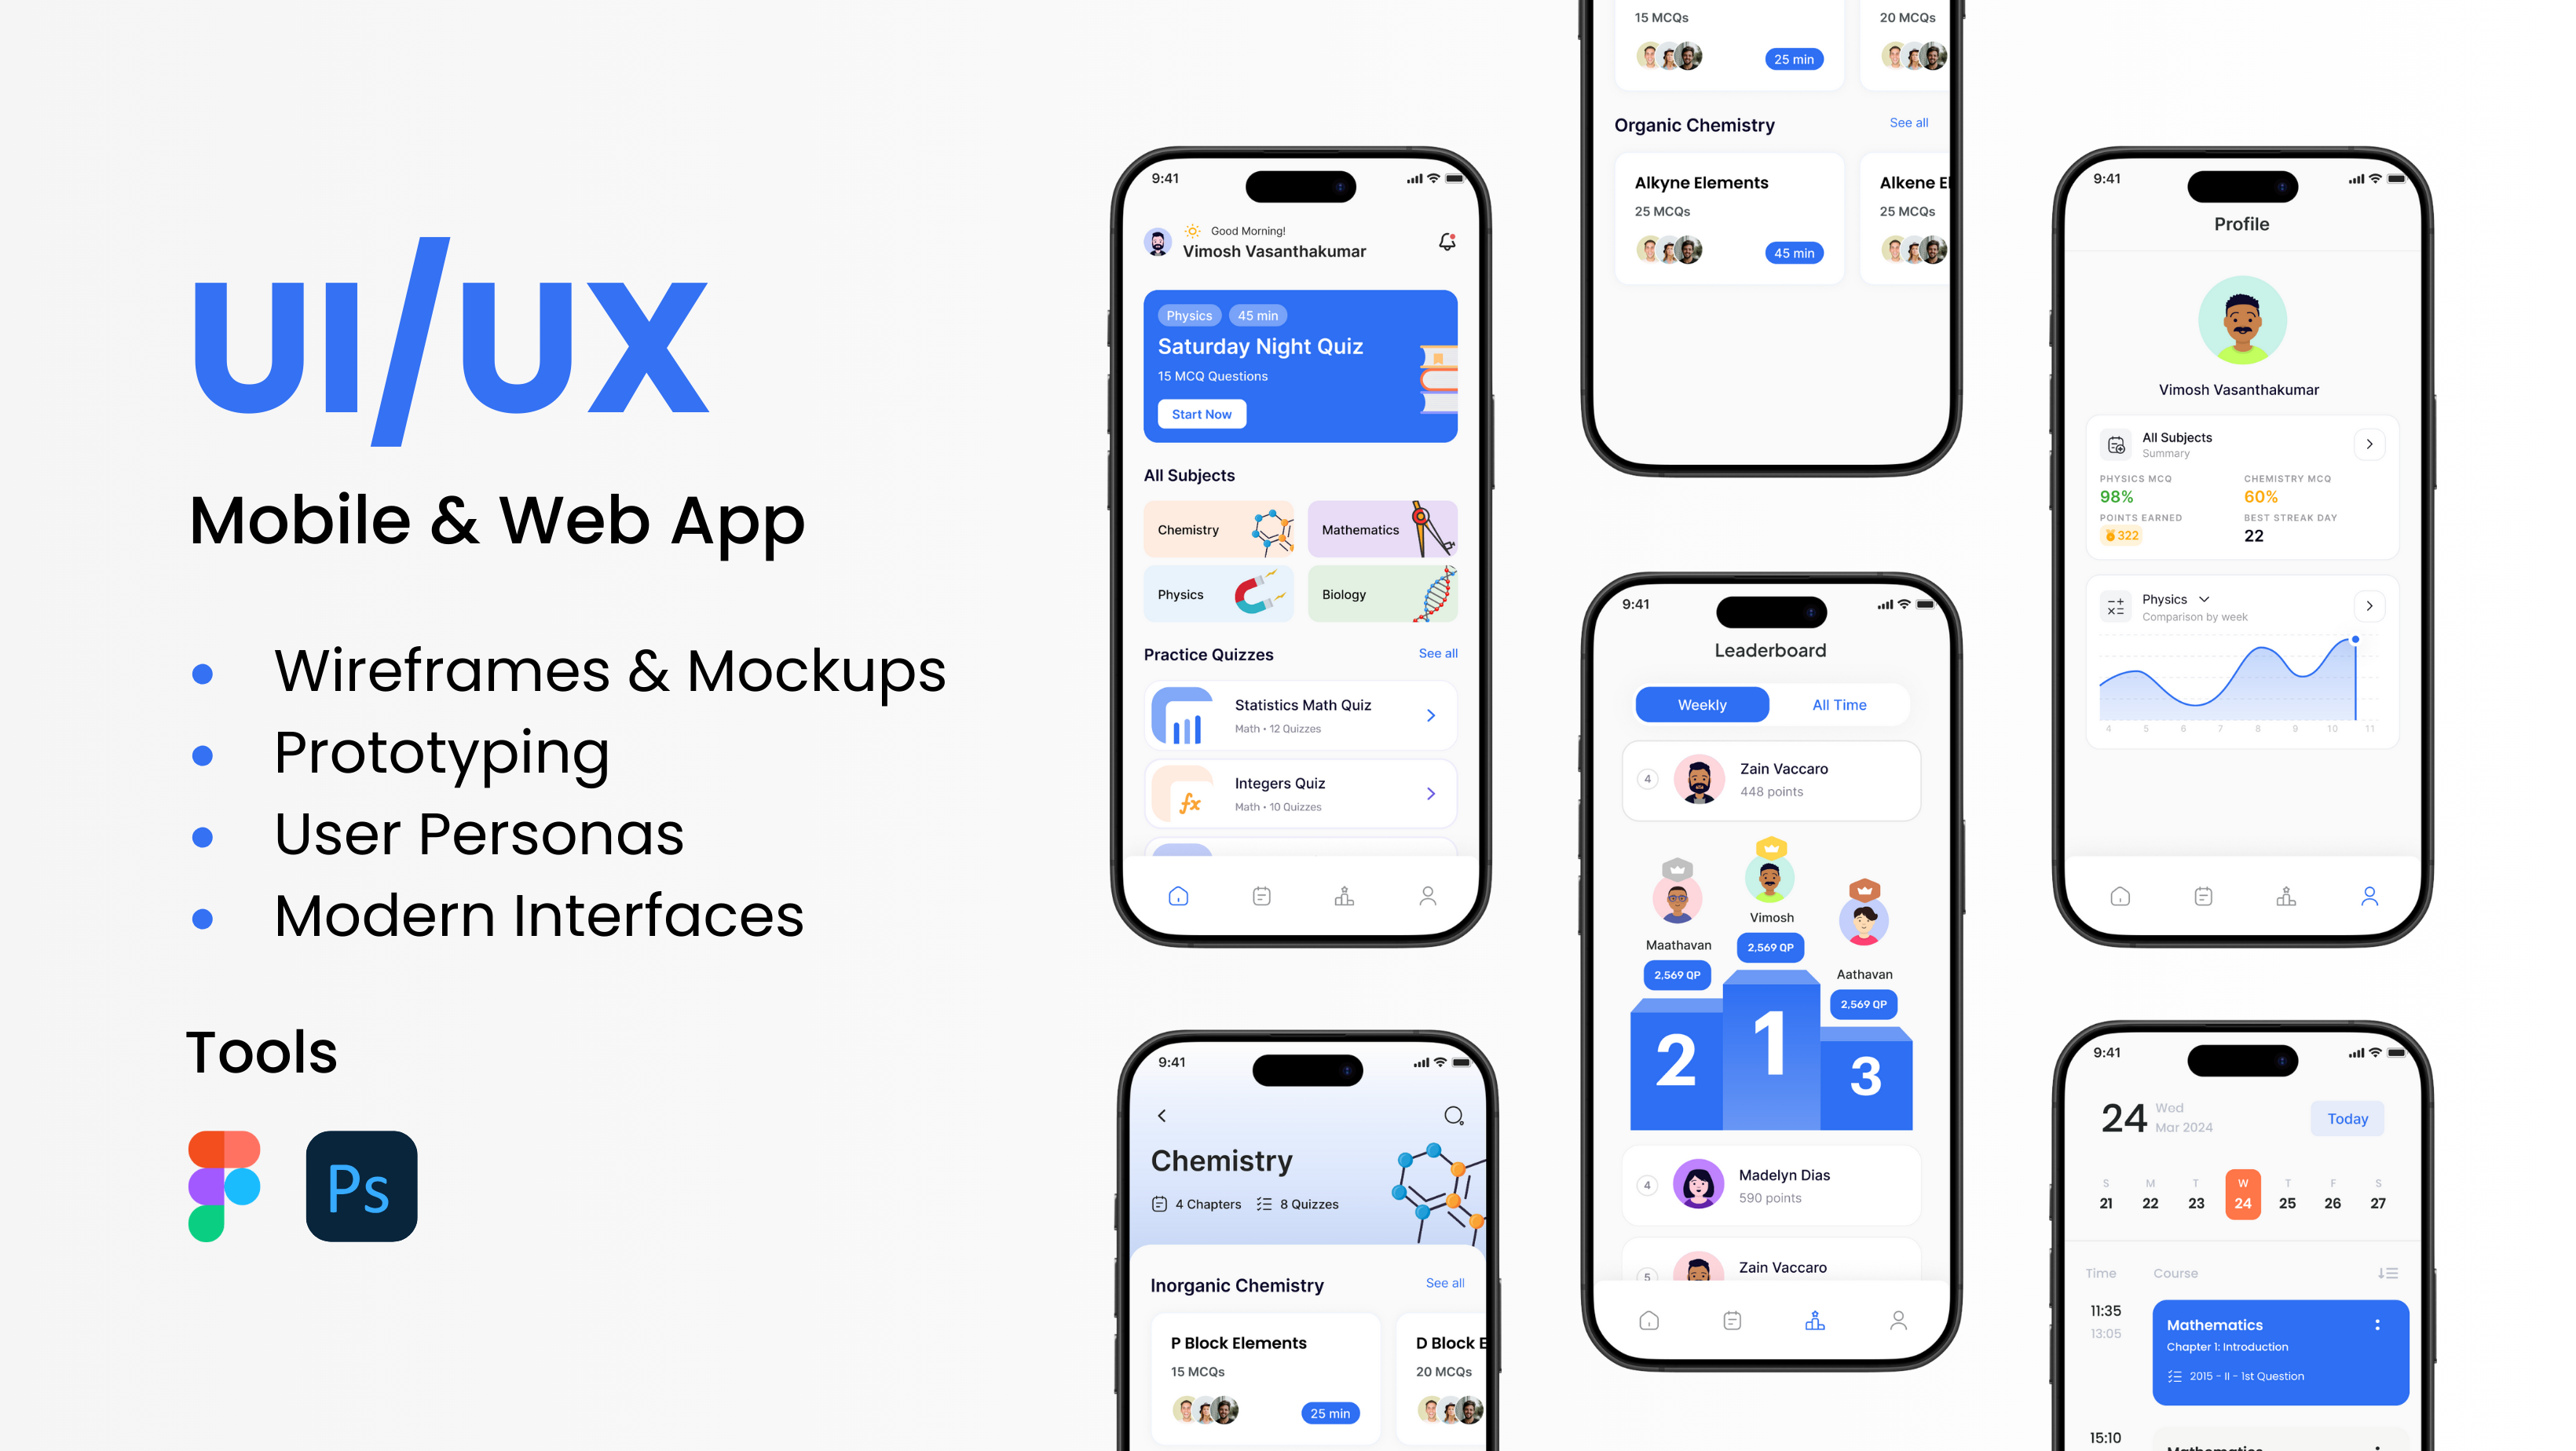 UI/UX
Mobile & Web App
Wireframes & Mockups
Prototyping
User Personas
Modern Interfaces
Tools
Ps
9:41
Good Morning!
Vimosh Vasanthakumar
Physics 45 min
Saturday Night Quiz
15 MCQ Questions
Start Now
All Subjects
Chemistry Mathematics
Physics Biology
Practice Quizzes See all
Statistics Math Quiz
Math • 12 Quizzes
Integers Quiz
fx
Math • 10 Quizzes
9:41
Chemistry
4 Chapters 8 Quizzes
Inorganic Chemistry See all
P Block Elements D Block E
15 MCQs 20 MCQs
25 min
15 MCQs 20 MCQs
25 min
Organic Chemistry See all
Alkyne Elements Alkene El
25 MCQs 25 MCQs
45 min
9:41
Leaderboard
Weekly All Time
4 Zain Vaccaro
448 points
Vimosh
2,569 QP
Maathavan
2,569 QP
Aathavan
2,569 QP
2 1 3
4 Madelyn Dias
590 points
5 Zain Vaccaro
9:41
Profile
Vimosh Vasanthakumar
All Subjects
Summary
PHYSICS MCQ CHEMISTRY MCQ
98% 60%
POINTS EARNED BEST STREAK DAY
322 22
Physics
Comparison by week
4 5 6 7 8 9 10 11
9:41
24 Wed
Mar 2024
Today
S M T W T F S
21 22 23 24 25 26 27
Time Course
11:35
13:05
Mathematics
Chapter 1: Introduction
2015 - II - 1st Question
15:10
Mathematics